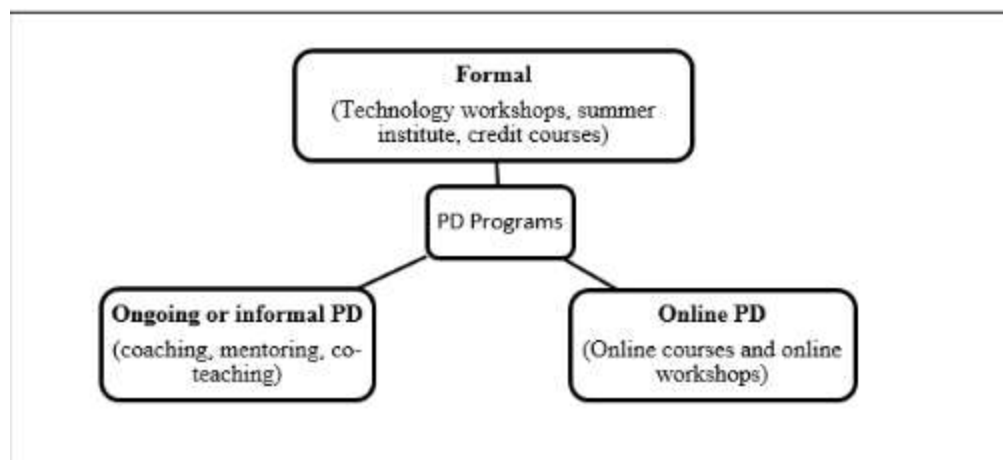 Formal
(Technology workshops, summer
institute, credit courses)
PD Programs
Ongoing or informal PD
(coaching, mentoring, co-
teaching)
Online PD
(Online courses and online
workshops)